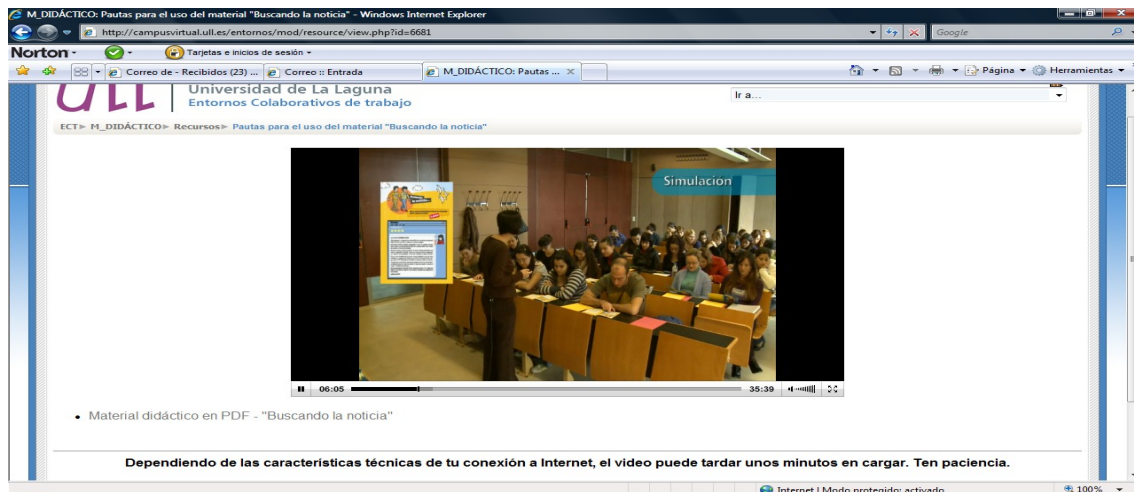 M_DIDÁCTICO: Pautas para el uso del material "Buscando la noticia" - Windows Internet Explorer
http://campusvirtual.ull.es/entornos/mod/resource/view.php?id=6681
Google
Norton
Tarjetas e inicios de sesión
Correo de - Recibidos (23) ...
Correo :: Entrada
M_DIDÁCTICO: Pautas ...
Página
Herramientas
ull
Universidad de La Laguna
Entornos Colaborativos de trabajo
Ir a...
ECT► M_DIDÁCTICO► Recursos► Pautas para el uso del material "Buscando la noticia"
Simulación
06:05
35:39
• Material didáctico en PDF - "Buscando la noticia"
Dependiendo de las características técnicas de tu conexión a Internet, el video puede tardar unos minutos en cargar. Ten paciencia.
Internet | Modo protegido: activado
100%